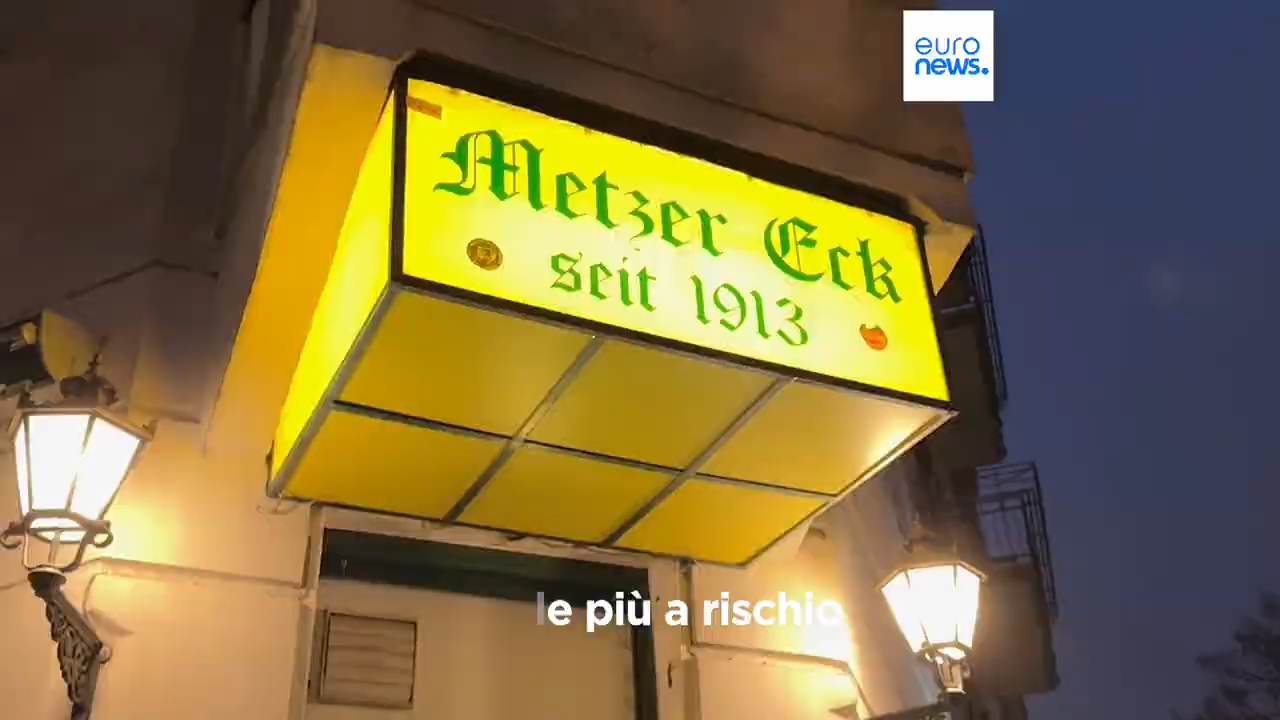 euro
news.
Metzer Eck
seit 1913
le più a rischio